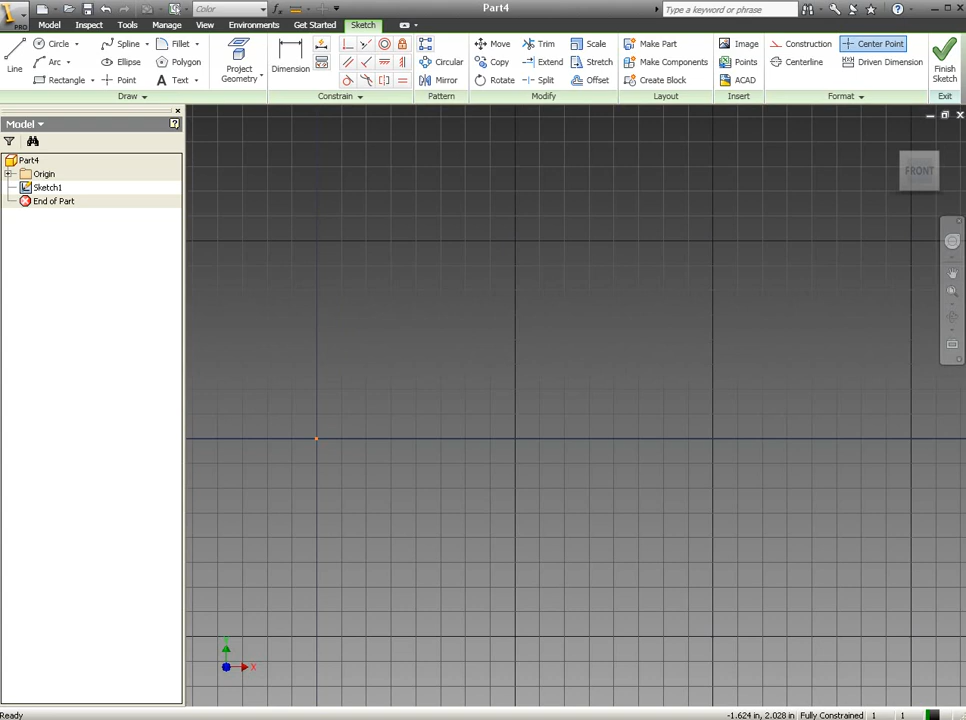 PRO
Color
Part4
Type a keyword or phrase
Model Inspect Tools Manage View Environments Get Started Sketch
Line Circle Arc Rectangle Spline Ellipse Point Fillet Polygon Text
Project Geometry Dimension
Circular Mirror
Move Copy Rotate Trim Extend Split Scale Stretch Offset
Make Part Make Components Create Block
Image Points ACAD
Construction Centerline Center Point Driven Dimension
Finish Sketch
Draw Constrain Pattern Modify Layout Insert Format Exit
Model
Part4
Origin
Sketch1
End of Part
FRONT
X
Ready
-1.624 in, 2.028 in Fully Constrained 1 1